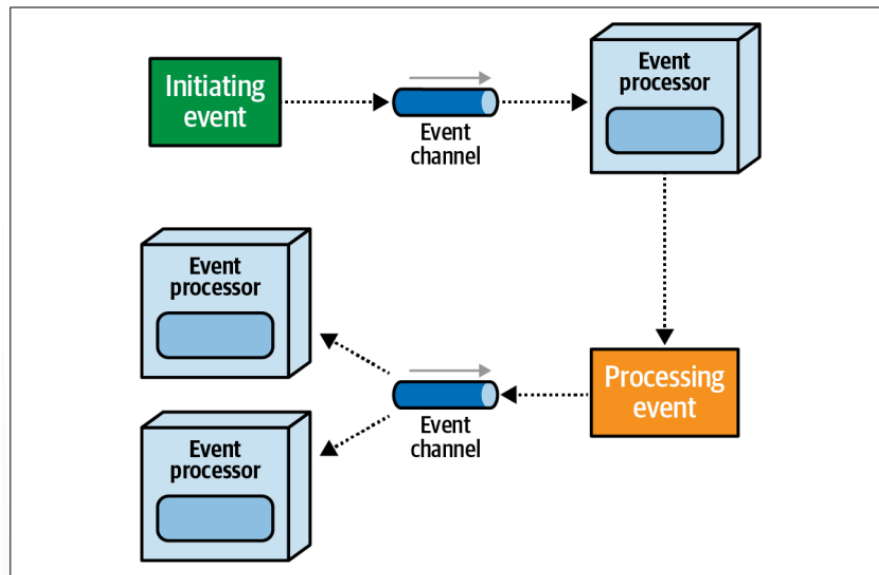 Initiating
event
Event
channel
Event
processor
Event
processor
Processing
event
Event
channel
Event
processor